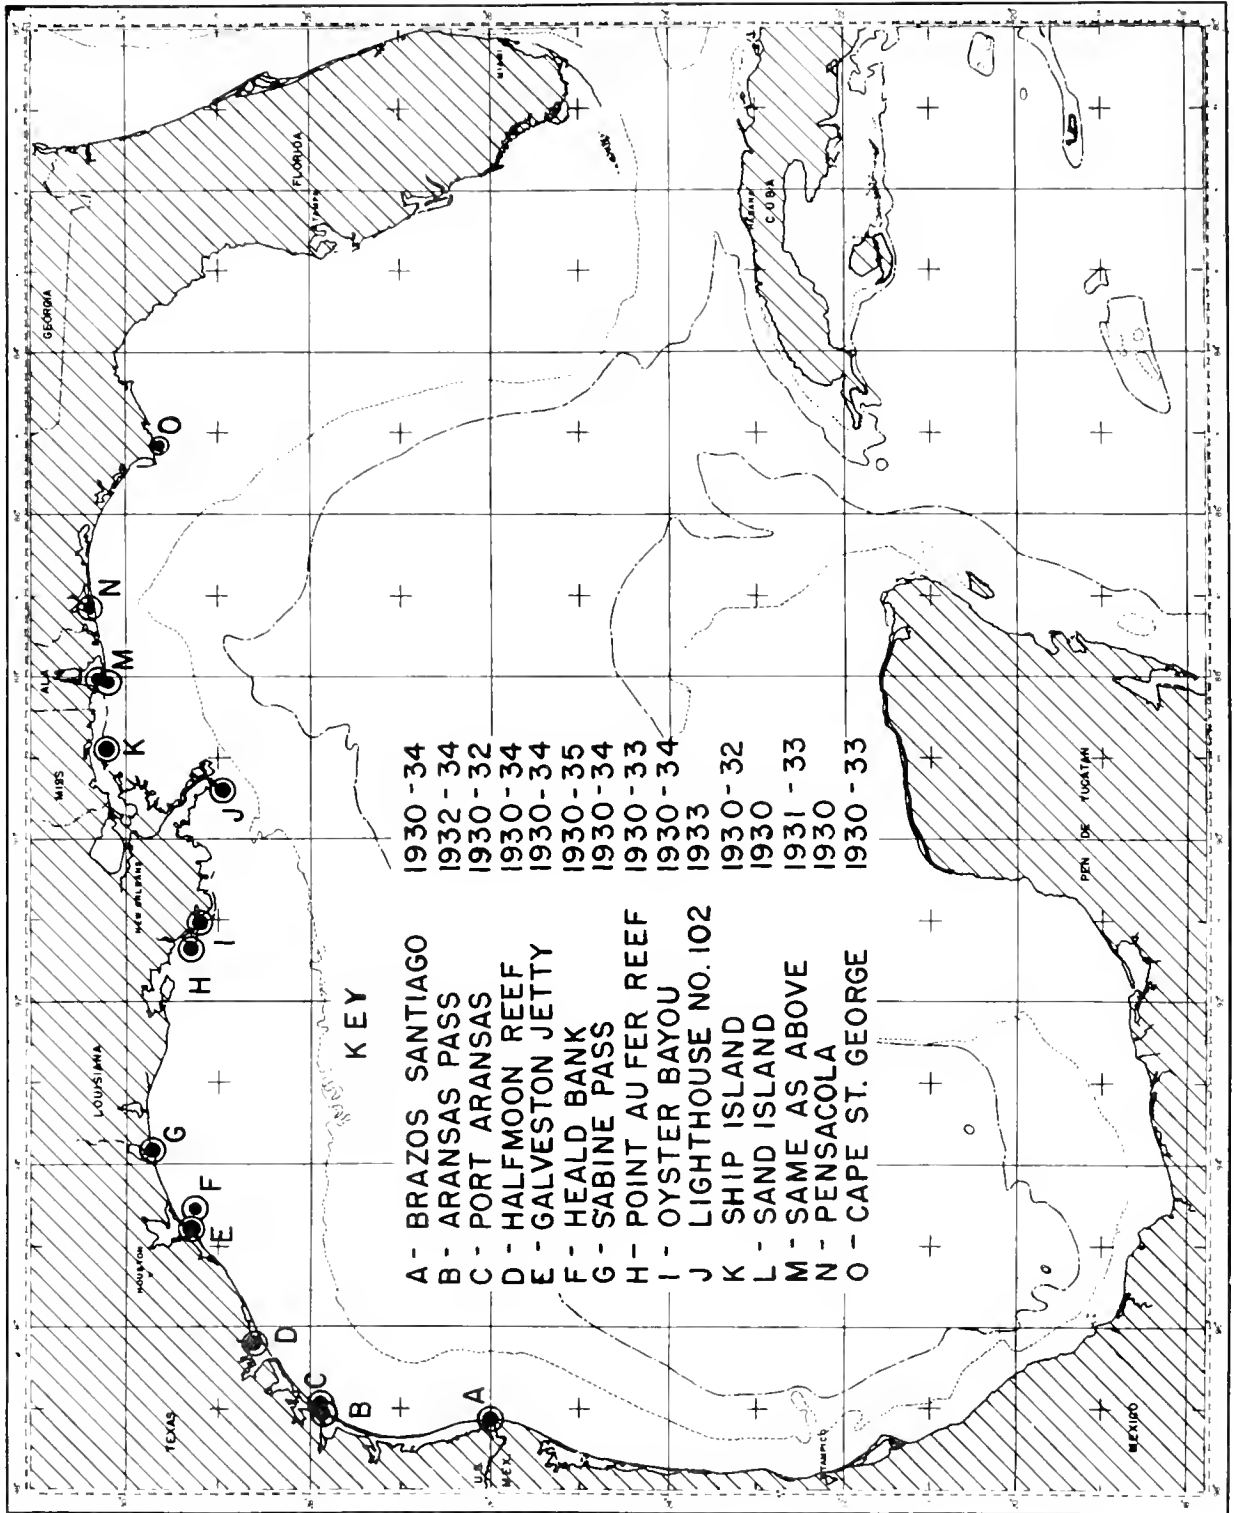 KEY
A - BRAZOS SANTIAGO 1930-34
B - ARANSAS PASS 1932-34
C - PORT ARANSAS 1930-32
D - HALFMOON REEF 1930-34
E - GALVESTON JETTY 1930-34
F - HEALD BANK 1930-35
G - SABINE PASS 1930-34
H - POINT AU FER REEF 1930-33
I - OYSTER BAYOU 1930-34
J LIGHTHOUSE NO. 102 1933
K - SHIP ISLAND 1930-32
L - SAND ISLAND 1930
M - SAME AS ABOVE 1931-33
N - PENSACOLA 1930
O - CAPE ST. GEORGE 1930-33
TEXAS
HOUSTON
LOUISIANA
NEW ORLEANS
MISS
ALA
GEORGIA
FLORIDA
TAMPA
MIAMI
HABANA
CUBA
U.S.
MEX.
TAMPICO
MEXICO
PEN DE YUCATAN
A
B
C
D
E
F
G
H
I
J
K
M
N
O